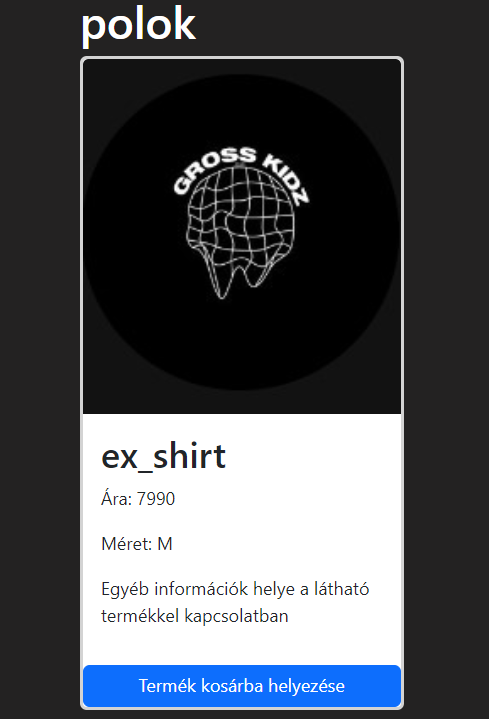 polok
GROSS KIDZ
ex_shirt
Ára: 7990
Méret: M
Egyéb információk helye a látható
termékkel kapcsolatban
Termék kosárba helyezése